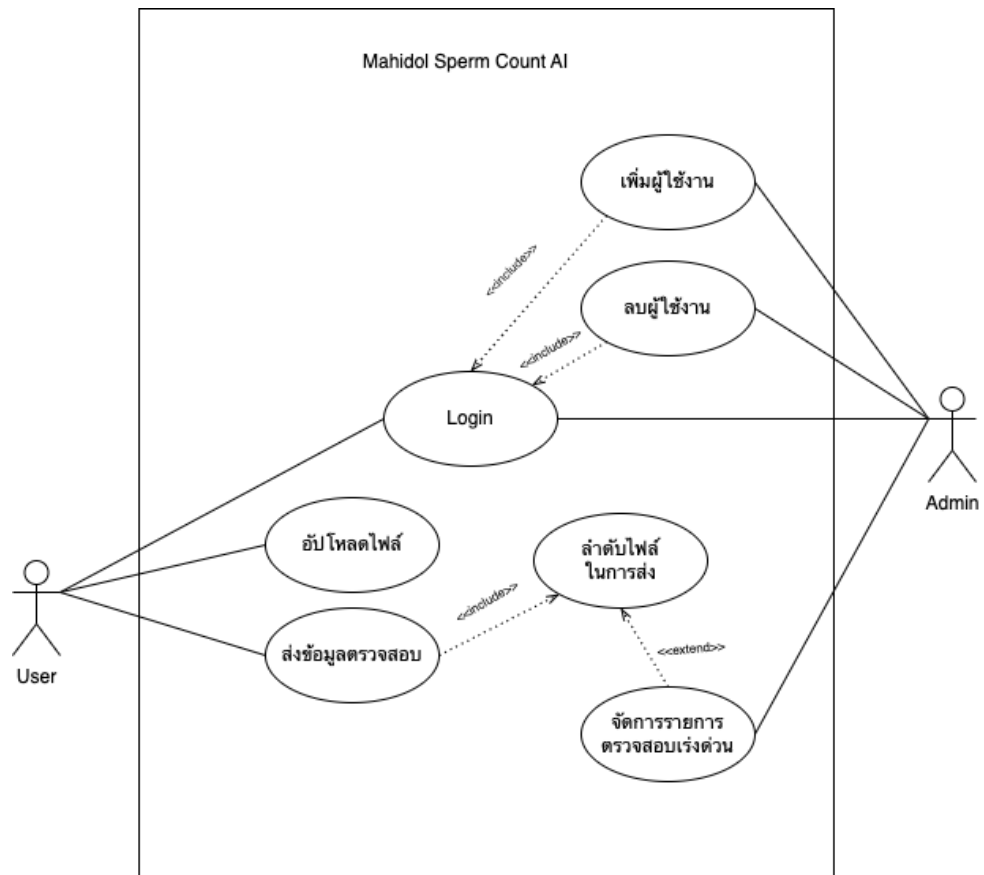 Mahidol Sperm Count AI
เพิ่มผู้ใช้งาน
<<include>>
ลบผู้ใช้งาน
<<include>>
Login
Admin
อัปโหลดไฟล์
ลำดับไฟล์
ในการส่ง
<<include>>
ส่งข้อมูลตรวจสอบ
<<extend>>
User
จัดการรายการ
ตรวจสอบเร่งด่วน